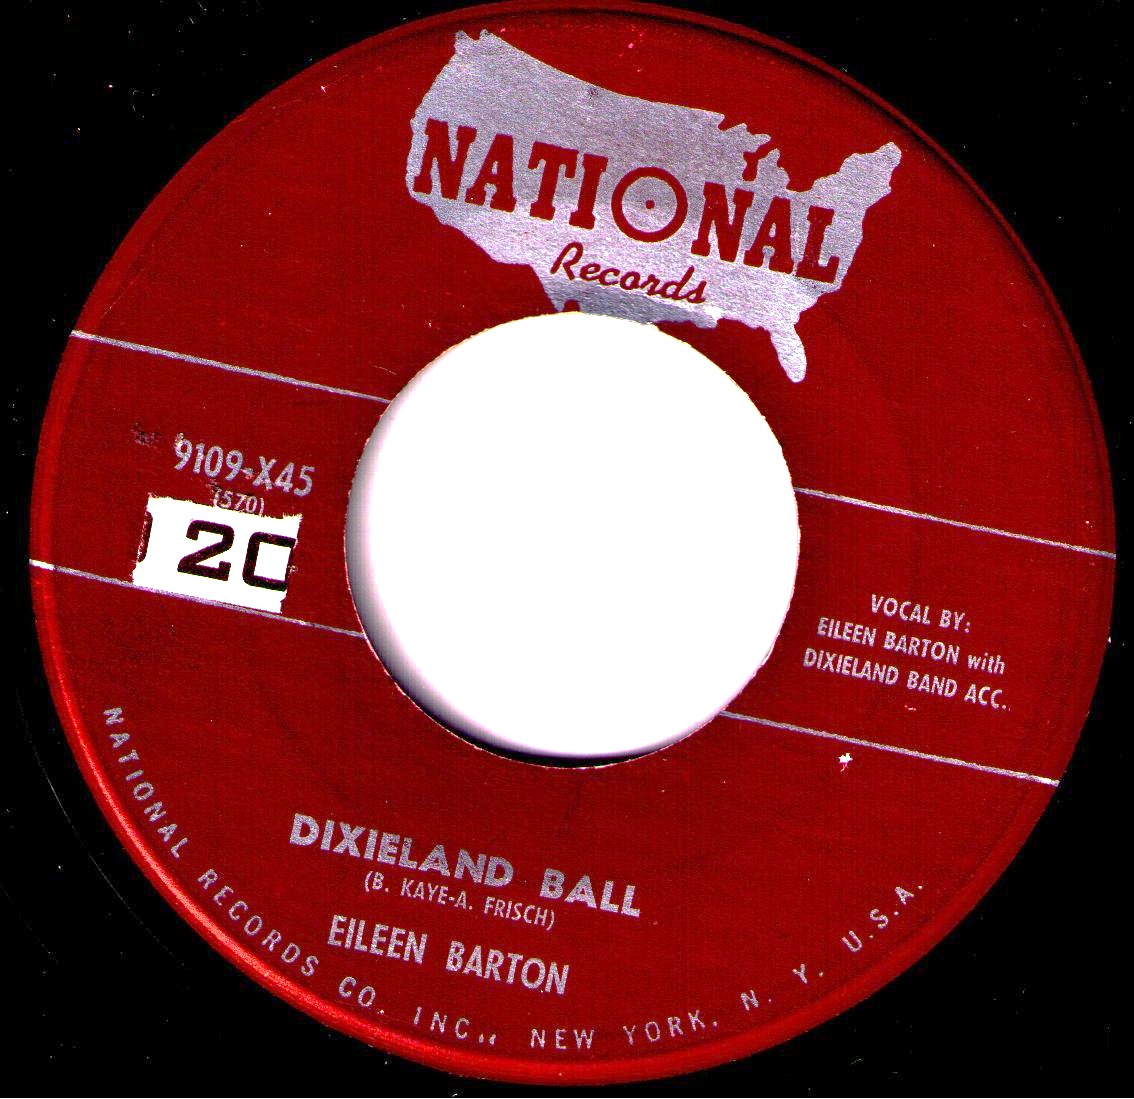 NATIONAL
Records
9109-X45
(570)
20
VOCAL BY:
EILEEN BARTON with
DIXIELAND BAND ACC.
DIXIELAND BALL
(B. KAYE-A. FRISCH)
EILEEN BARTON
NATIONAL RECORDS CO. INC., NEW YORK, N. Y. U.S.A.